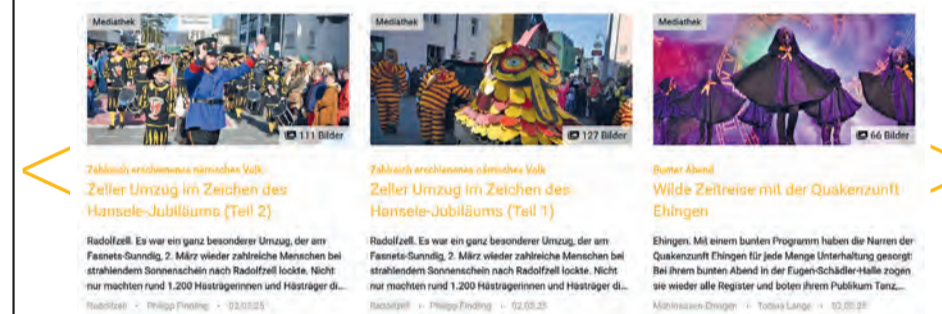 Mediathek
111 Bilder
Zahlreich erschienenes närrisches Volk
Zeller Umzug im Zeichen des
Hansele-Jubiläums (Teil 2)
Radolfzell. Es war ein ganz besonderer Umzug, der am
Fasnets-Sunndig, 2. März wieder zahlreiche Menschen bei
strahlendem Sonnenschein nach Radolfzell lockte. Nicht
nur machten rund 1.200 Hästrägerinnen und Hästräger di...
Radolfzell • Philipp Findling • 02.03.25
Mediathek
127 Bilder
Zahlreich erschienenes närrisches Volk
Zeller Umzug im Zeichen des
Hansele-Jubiläums (Teil 1)
Radolfzell. Es war ein ganz besonderer Umzug, der am
Fasnets-Sunndig, 2. März wieder zahlreiche Menschen bei
strahlendem Sonnenschein nach Radolfzell lockte. Nicht
nur machten rund 1.200 Hästrägerinnen und Hästräger di...
Radolfzell • Philipp Findling • 02.03.25
Mediathek
66 Bilder
Bunter Abend
Wilde Zeitreise mit der Quakenzunft
Ehingen
Ehingen. Mit einem bunten Programm haben die Narren der
Quakenzunft Ehingen für jede Menge Unterhaltung gesorgt:
Bei ihrem bunten Abend in der Eugen-Schädler-Halle zogen
sie wieder alle Register und boten ihrem Publikum Tanz,...
Mühlhausen-Ehingen • Tobias Lange • 02.03.25